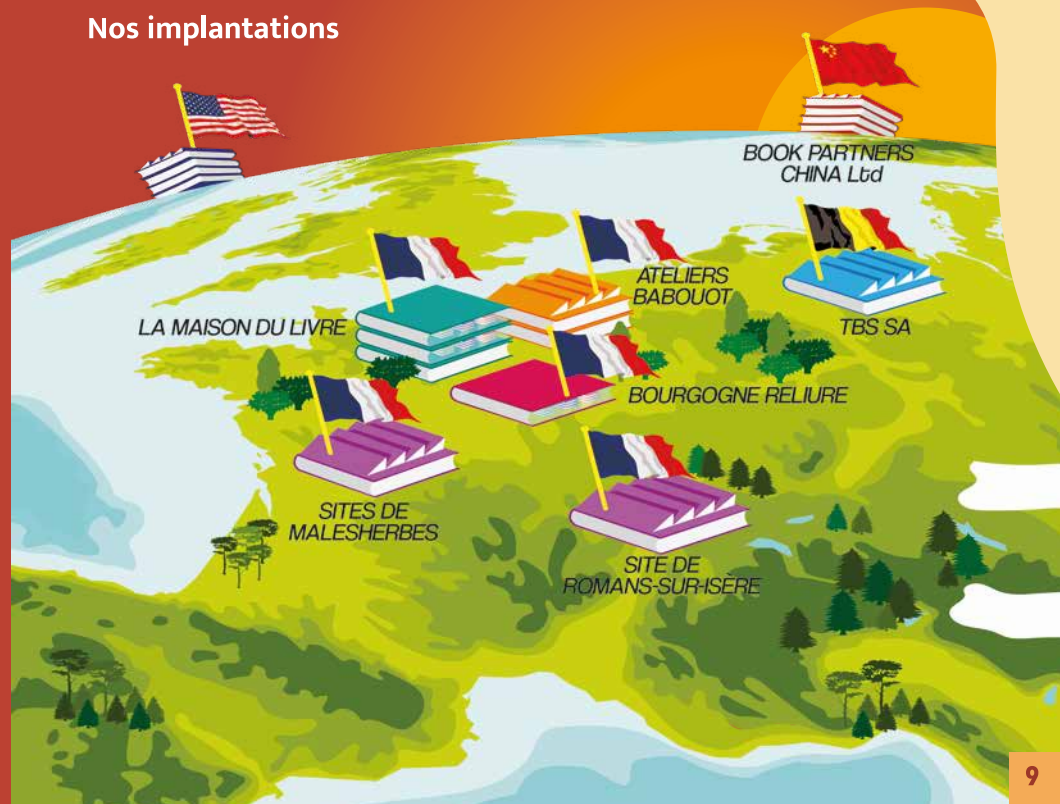 Nos implantations
BOOK PARTNERS
CHINA Ltd
ATELIERS
BABOUOT
LA MAISON DU LIVRE
TBS SA
BOURGOGNE RELIURE
SITES DE
MALESHERBES
SITE DE
ROMANS-SUR-ISÈRE
9